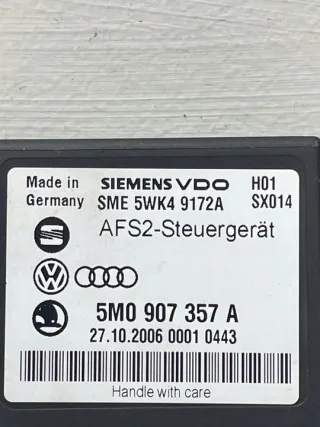 Made in Germany
SIEMENS VDO
SME 5WK4 9172A
H01
SX014
AFS2-Steuergerät
5M0 907 357 A
27.10.2006 0001 0443
Handle with care